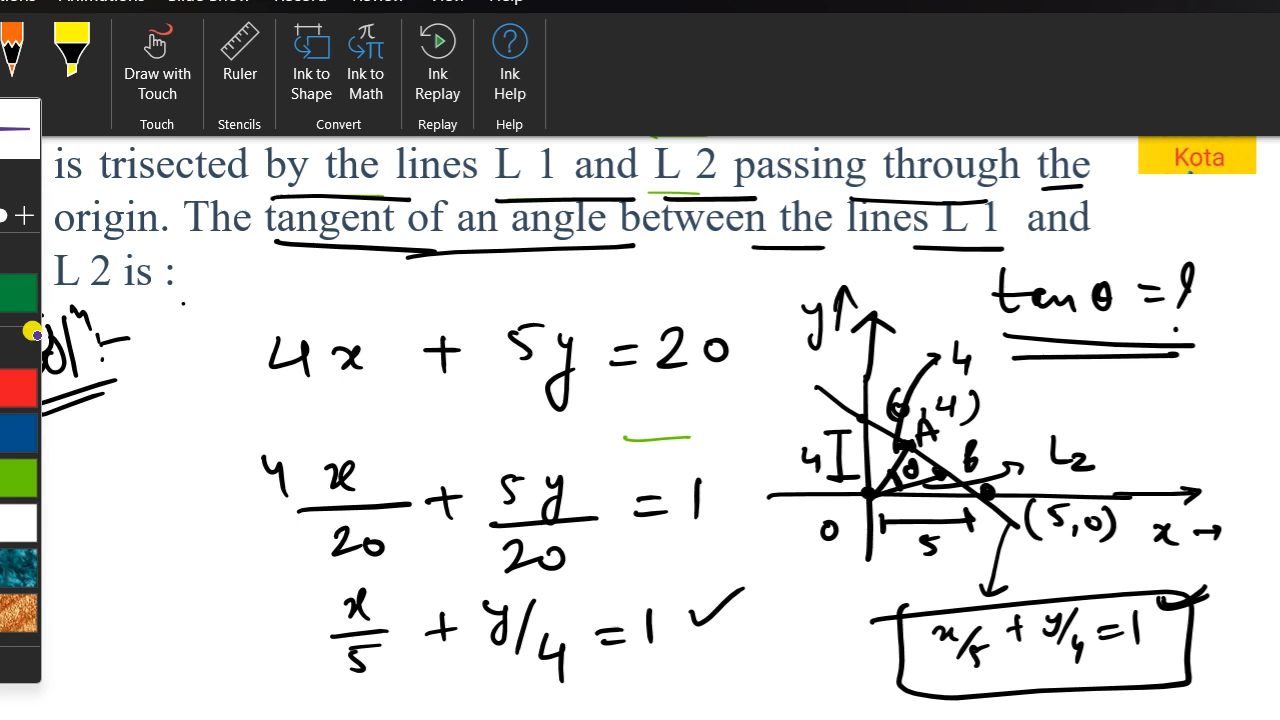 Draw with Touch
Ruler
Ink to Shape
Ink to Math
Ink Replay
Ink Help
Touch
Stencils
Convert
Replay
Help
is trisected by the lines L 1 and L 2 passing through the
Kota
origin. The tangent of an angle between the lines L 1 and
L 2 is :
tan θ = ?
4x + 5y = 20
4x/20 + 5y/20 = 1
x/5 + y/4 = 1 ✓
y↑
4
(0, 4)
A
4
θ
B
L2
0
5
(5,0)
x →
x/5 + y/4 = 1